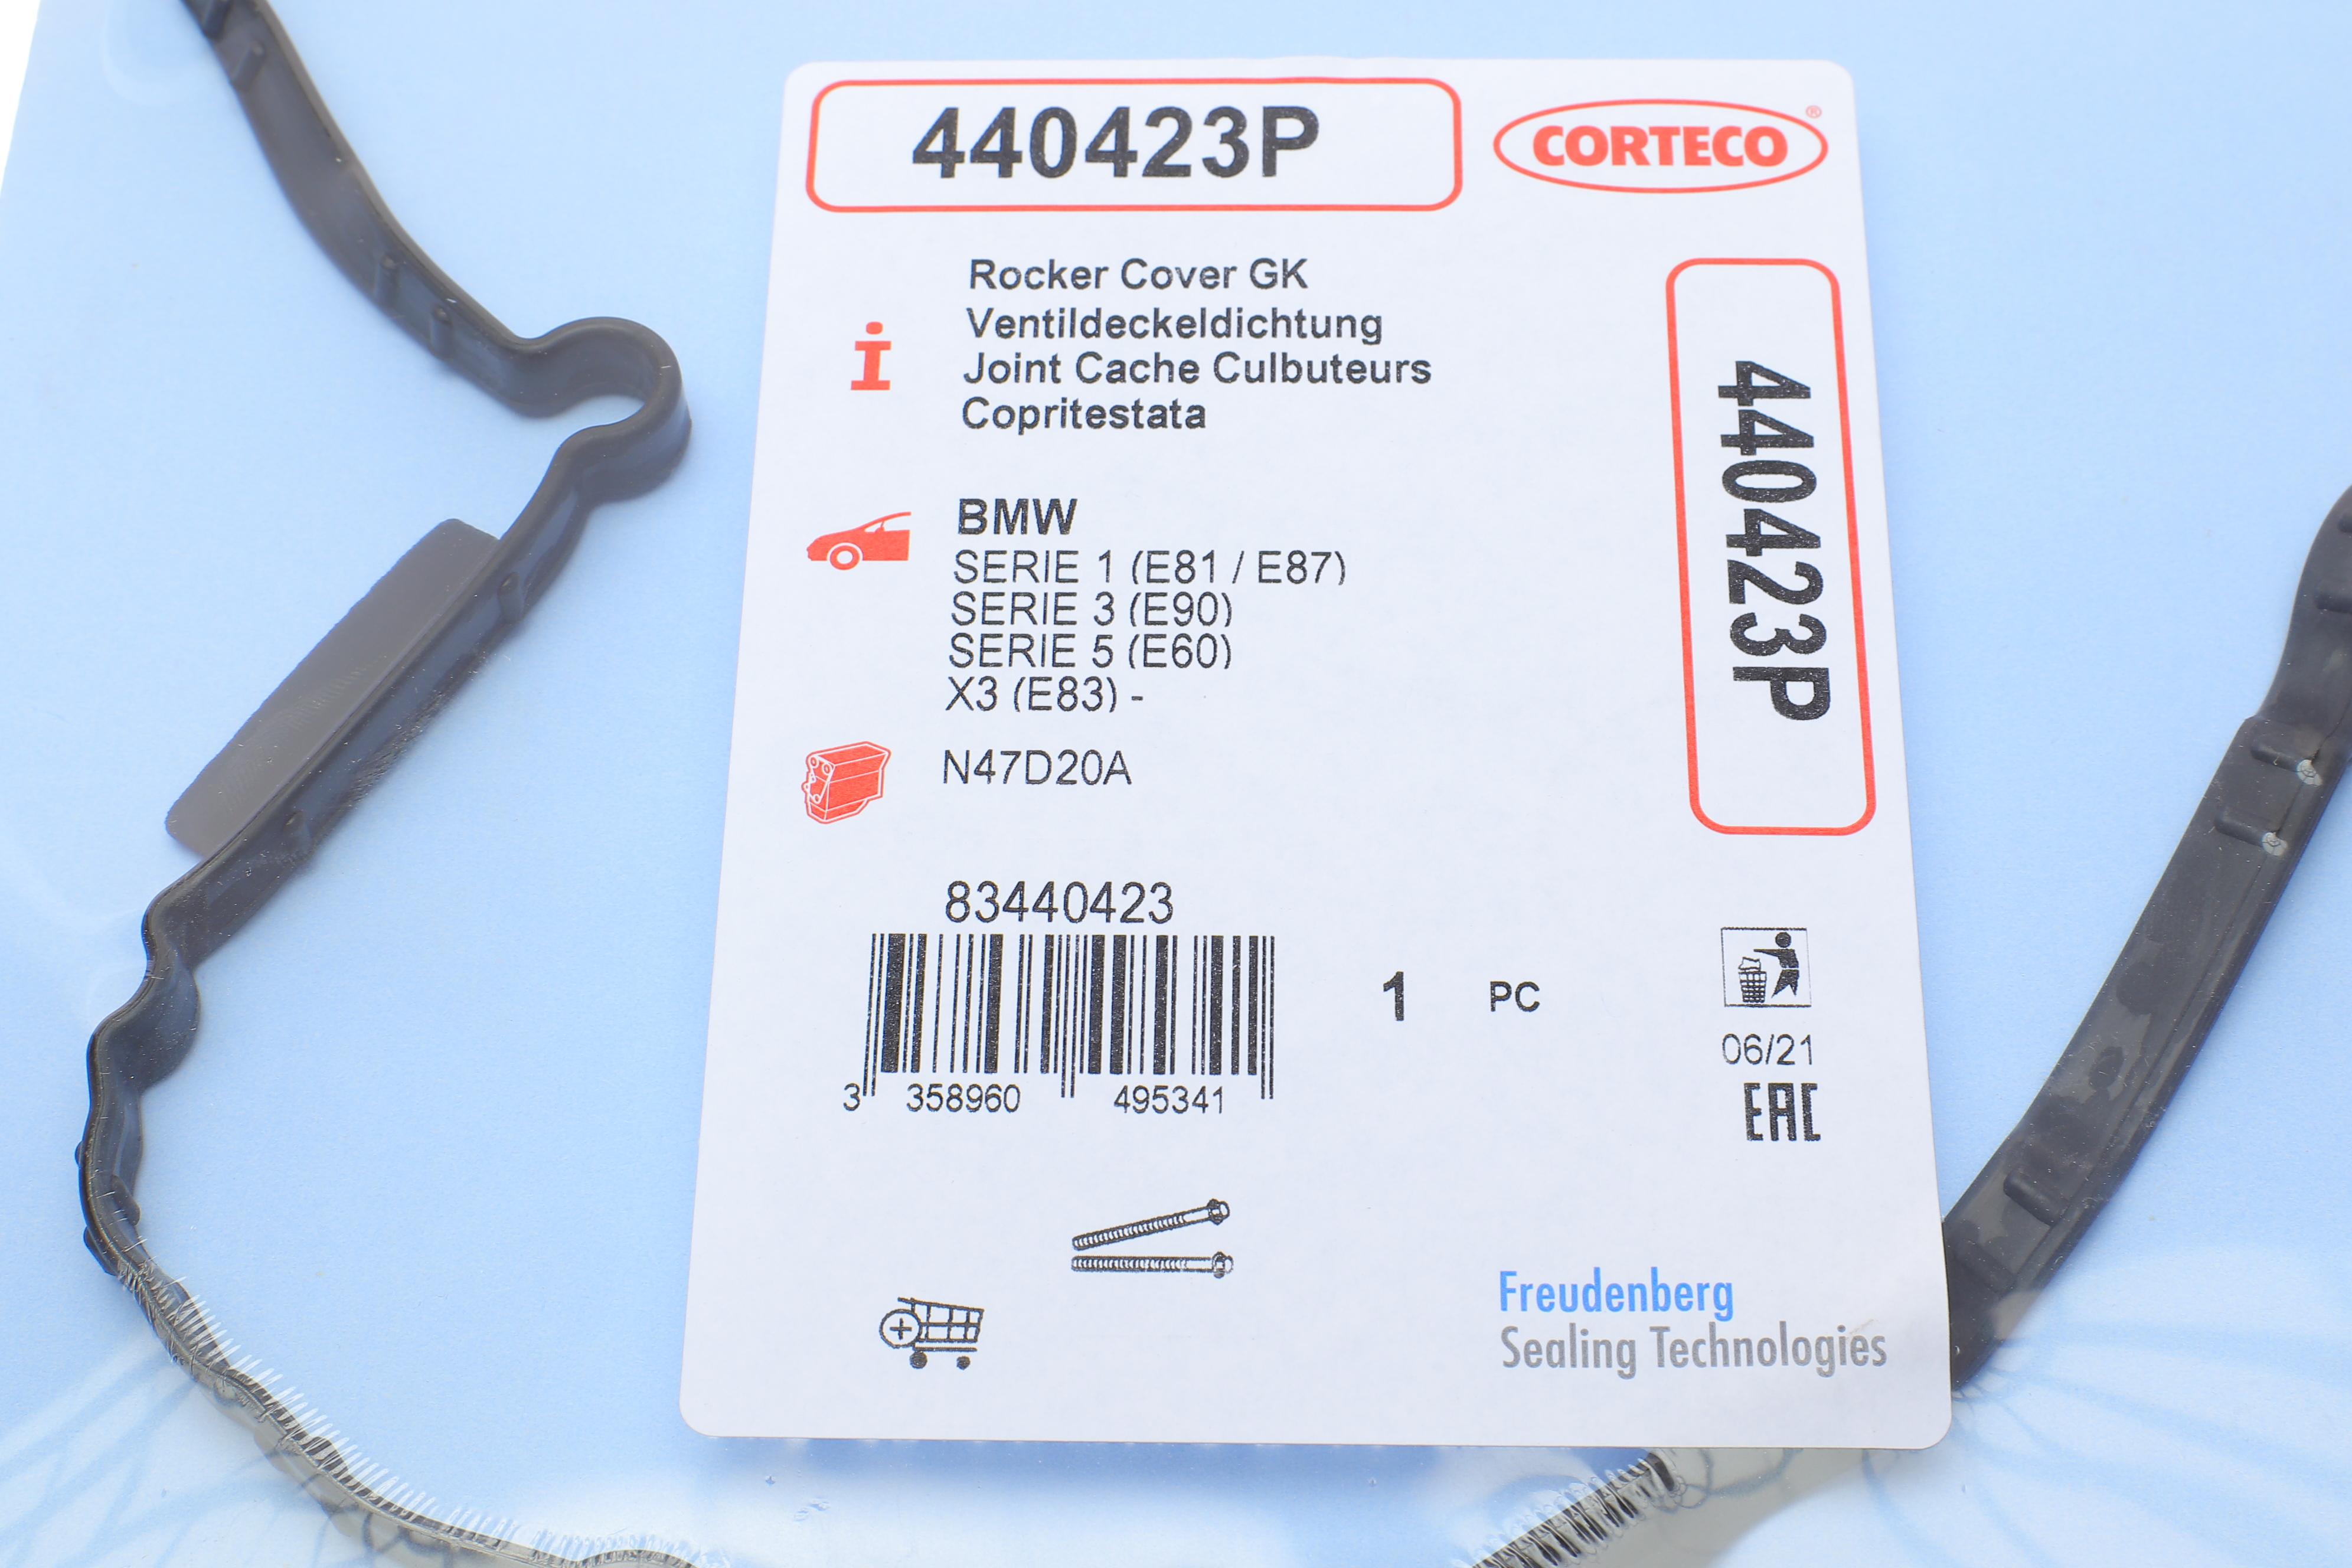 440423P
CORTECO®
Rocker Cover GK
Ventildeckeldichtung
Joint Cache Culbuteurs
Copritestata
440423P
BMW
SERIE 1 (E81 / E87)
SERIE 3 (E90)
SERIE 5 (E60)
X3 (E83) -
N47D20A
83440423
3 358960 495341
1 PC
06/21
EAC
Freudenberg
Sealing Technologies